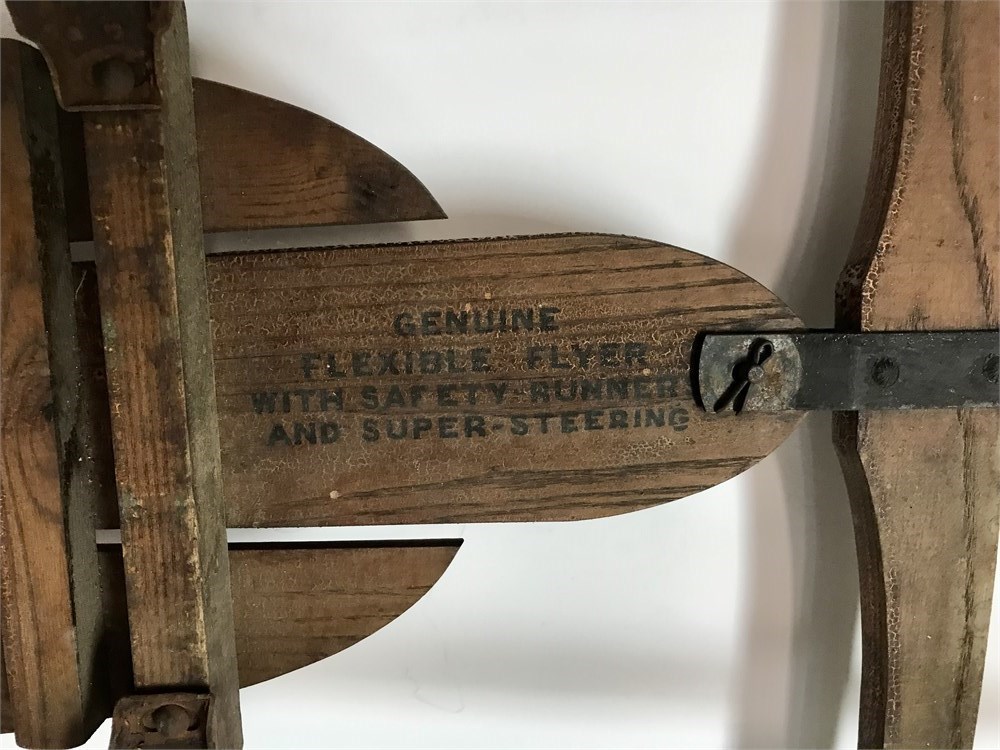 GENUINE
FLEXIBLE FLYER
WITH SAFETY RUNNERS
AND SUPER-STEERING